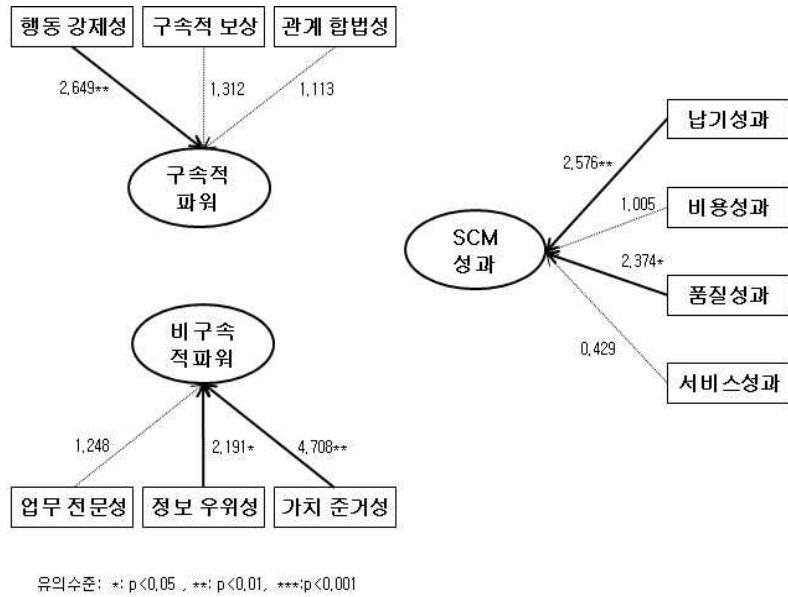 행동 강제성
구속적 보상
관계 합법성
2,649**
1,312
1,113
구속적
파워
납기성과
2,576**
1,005
비용성과
SCM
성과
2,374*
품질성과
0,429
서비스성과
비구속
적파워
1,248
2,191*
4,708**
업무 전문성
정보 우위성
가치 준거성
유의수준: *: p<0,05 , **: p<0,01, ***:p<0,001